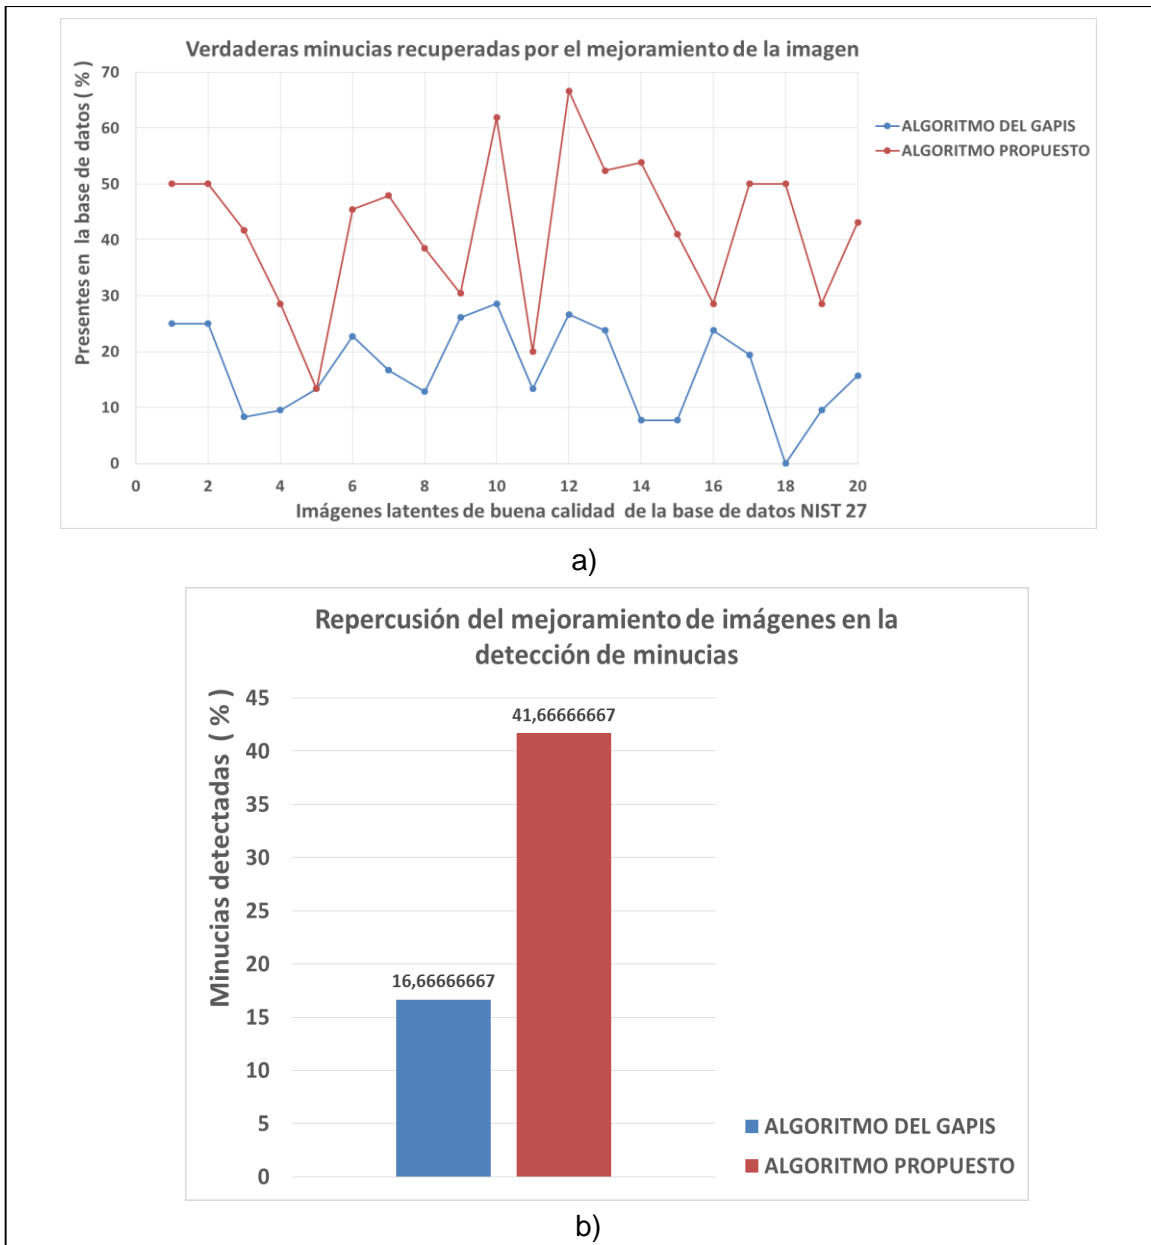 Verdaderas minucias recuperadas por el mejoramiento de la imagen
Presentes en la base de datos ( % )
70
60
50
40
30
20
10
0
0 2 4 6 8 10 12 14 16 18 20
Imágenes latentes de buena calidad de la base de datos NIST 27
ALGORITMO DEL GAPIS
ALGORITMO PROPUESTO
a)
Repercusión del mejoramiento de imágenes en la
detección de minucias
Minucias detectadas ( % )
45
40
35
30
25
20
15
10
5
0
41,66666667
16,66666667
ALGORITMO DEL GAPIS
ALGORITMO PROPUESTO
b)